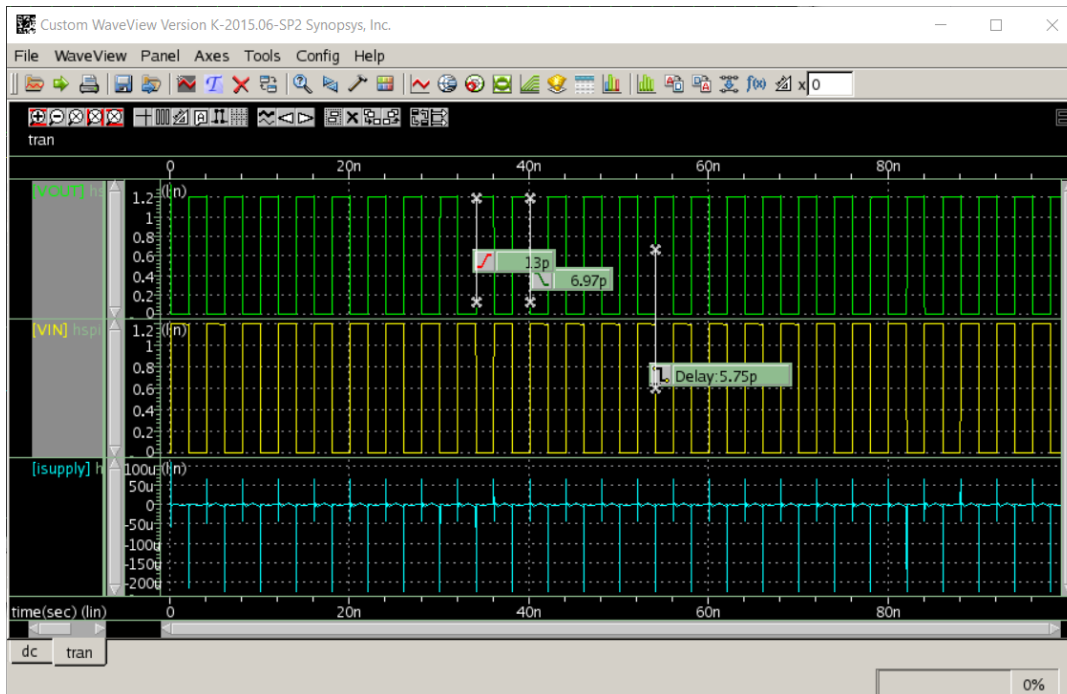 Custom WaveView Version K-2015.06-SP2 Synopsys, Inc.
File WaveView Panel Axes Tools Config Help
x 0
tran
0 20n 40n 60n 80n
[VOUT] hs
(lin)
1.2
1
0.8
0.6
0.4
0.2
0
13p
6.97p
[VIN] hspi
(lin)
1.2
1
0.8
0.6
0.4
0.2
0
Delay:5.75p
[isupply] h
(lin)
100u
50u
0
-50u
-100u
-150u
-200u
time(sec) (lin) 0 20n 40n 60n 80n
dc tran
0%